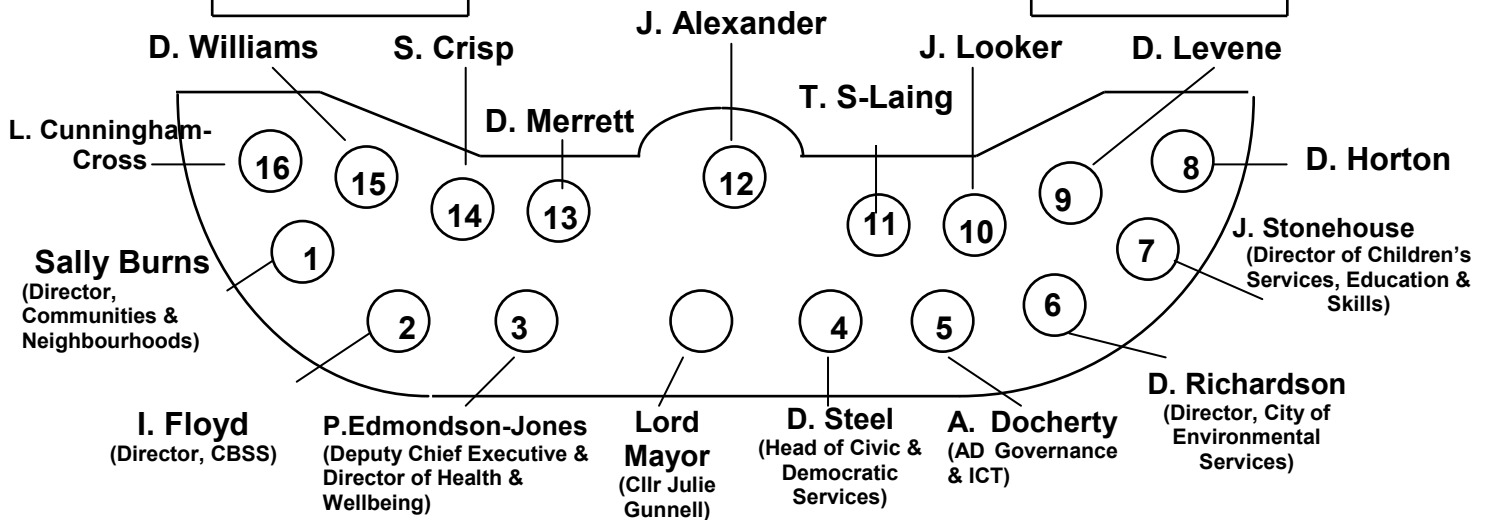 J. Alexander
D. Williams
S. Crisp
J. Looker
D. Levene
T. S-Laing
D. Merrett
L. Cunningham-
Cross
16
15
14
13
12
11
10
9
8
D. Horton
Sally Burns
(Director,
Communities &
Neighbourhoods)
1
2
3
4
5
6
7
J. Stonehouse
(Director of Children's
Services, Education &
Skills)
I. Floyd
(Director, CBSS)
P.Edmondson-Jones
(Deputy Chief Executive &
Director of Health &
Wellbeing)
Lord
Mayor
(Cllr Julie
Gunnell)
D. Steel
(Head of Civic &
Democratic
Services)
A. Docherty
(AD Governance
& ICT)
D. Richardson
(Director, City of
Environmental
Services)